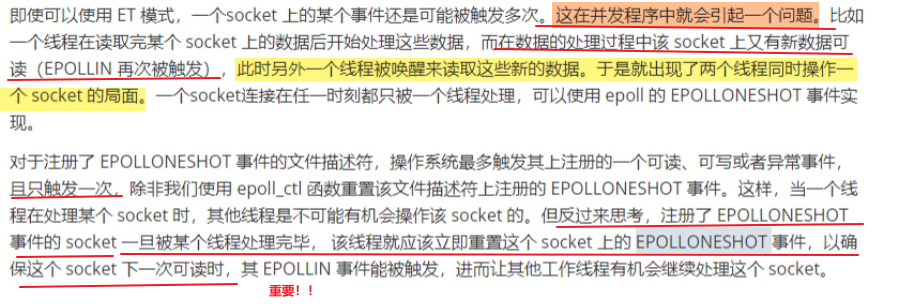 即使可以使用 ET 模式，一个socket 上的某个事件还是可能被触发多次。这在并发程序中就会引起一个问题。比如
一个线程在读取完某个 socket 上的数据后开始处理这些数据，而在数据的处理过程中该 socket 上又有新数据可
读（EPOLLIN 再次被触发），此时另外一个线程被唤醒来读取这些新的数据。于是就出现了两个线程同时操作一
个 socket 的局面。一个socket连接在任一时刻都只被一个线程处理，可以使用 epoll 的 EPOLLONESHOT 事件实
现。
对于注册了 EPOLLONESHOT 事件的文件描述符，操作系统最多触发其上注册的一个可读、可写或者异常事件，
且只触发一次，除非我们使用 epoll_ctl 函数重置该文件描述符上注册的 EPOLLONESHOT 事件。这样，当一个线
程在处理某个 socket 时，其他线程是不可能有机会操作该 socket 的。但反过来思考，注册了 EPOLLONESHOT
事件的 socket 一旦被某个线程处理完毕， 该线程就应该立即重置这个 socket 上的 EPOLLONESHOT 事件，以确
保这个 socket 下一次可读时，其 EPOLLIN 事件能被触发，进而让其他工作线程有机会继续处理这个 socket。
重要！！